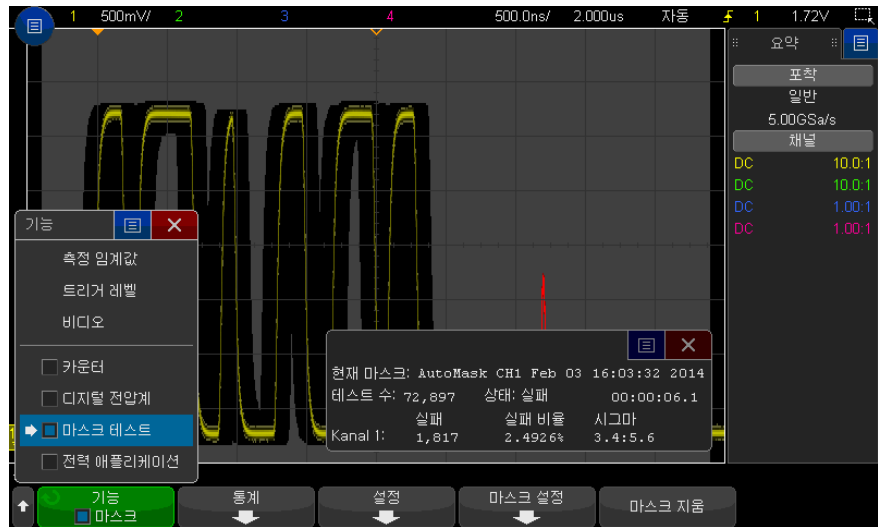 1 500mV/ 2 3 4 500.0ns/ 2.000us 자동 1 1.72V
요약
포착
일반
5.00GSa/s
채널
DC 10.0:1
DC 10.0:1
DC 1.00:1
DC 1.00:1
기능
측정 임계값
트리거 레벨
비디오
카운터
디지털 전압계
마스크 테스트
전력 애플리케이션
현재 마스크: AutoMask CH1 Feb 03 16:03:32 2014
테스트 수: 72,897 상태: 실패 00:00:06.1
실패 실패 비율 시그마
Kanal 1: 1,817 2.4926% 3.4:5.6
기능 통계 설정 마스크 설정 마스크 지움
마스크